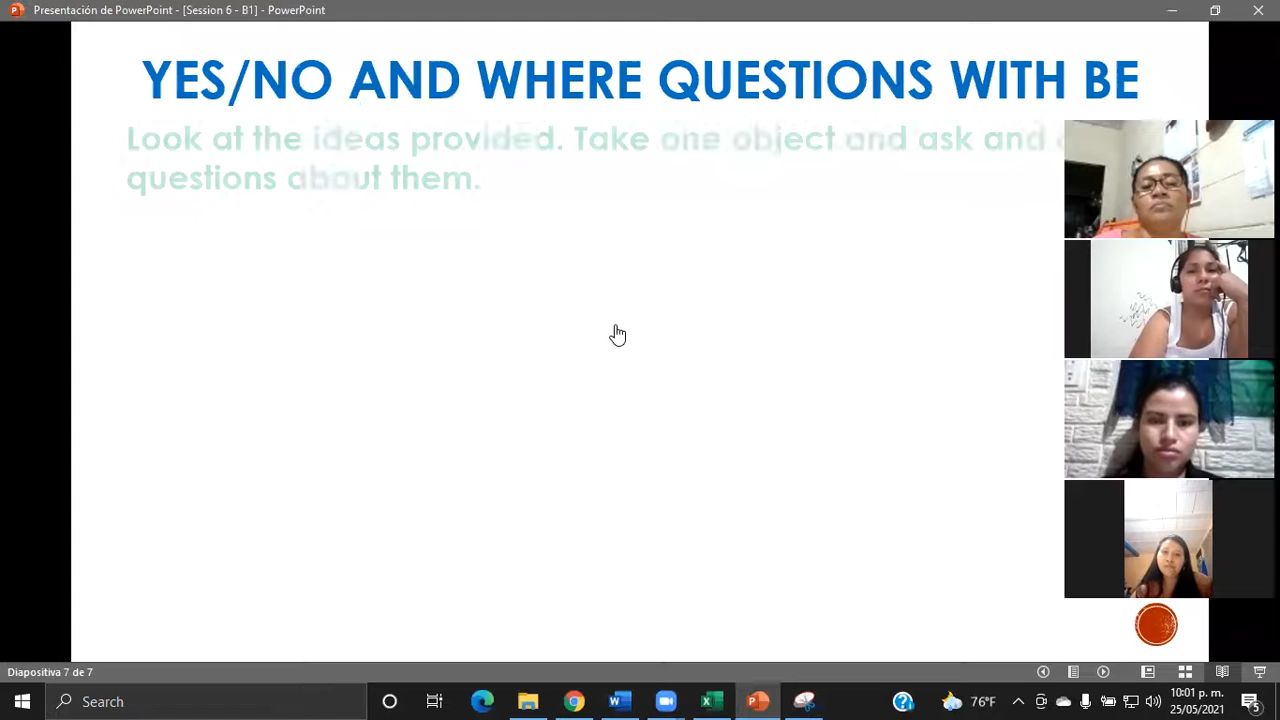 Presentación de PowerPoint - [Session 6 - B1] - PowerPoint
YES/NO AND WHERE QUESTIONS WITH BE
Look at the ideas provided. Take one object and ask and
questions about them.
Diapositiva 7 de 7
Search
76°F
10:01 p. m.
25/05/2021
5